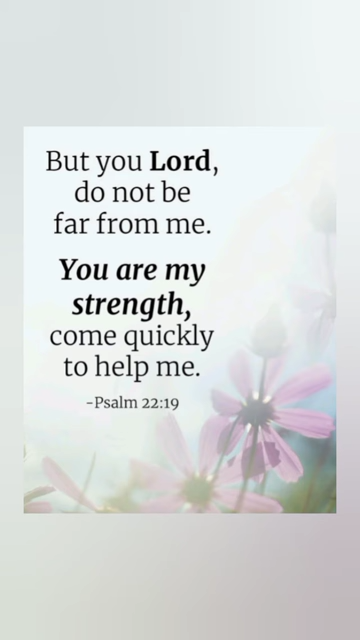 But you Lord,
do not be
far from me.
You are my
strength,
come quickly
to help me.
-Psalm 22:19